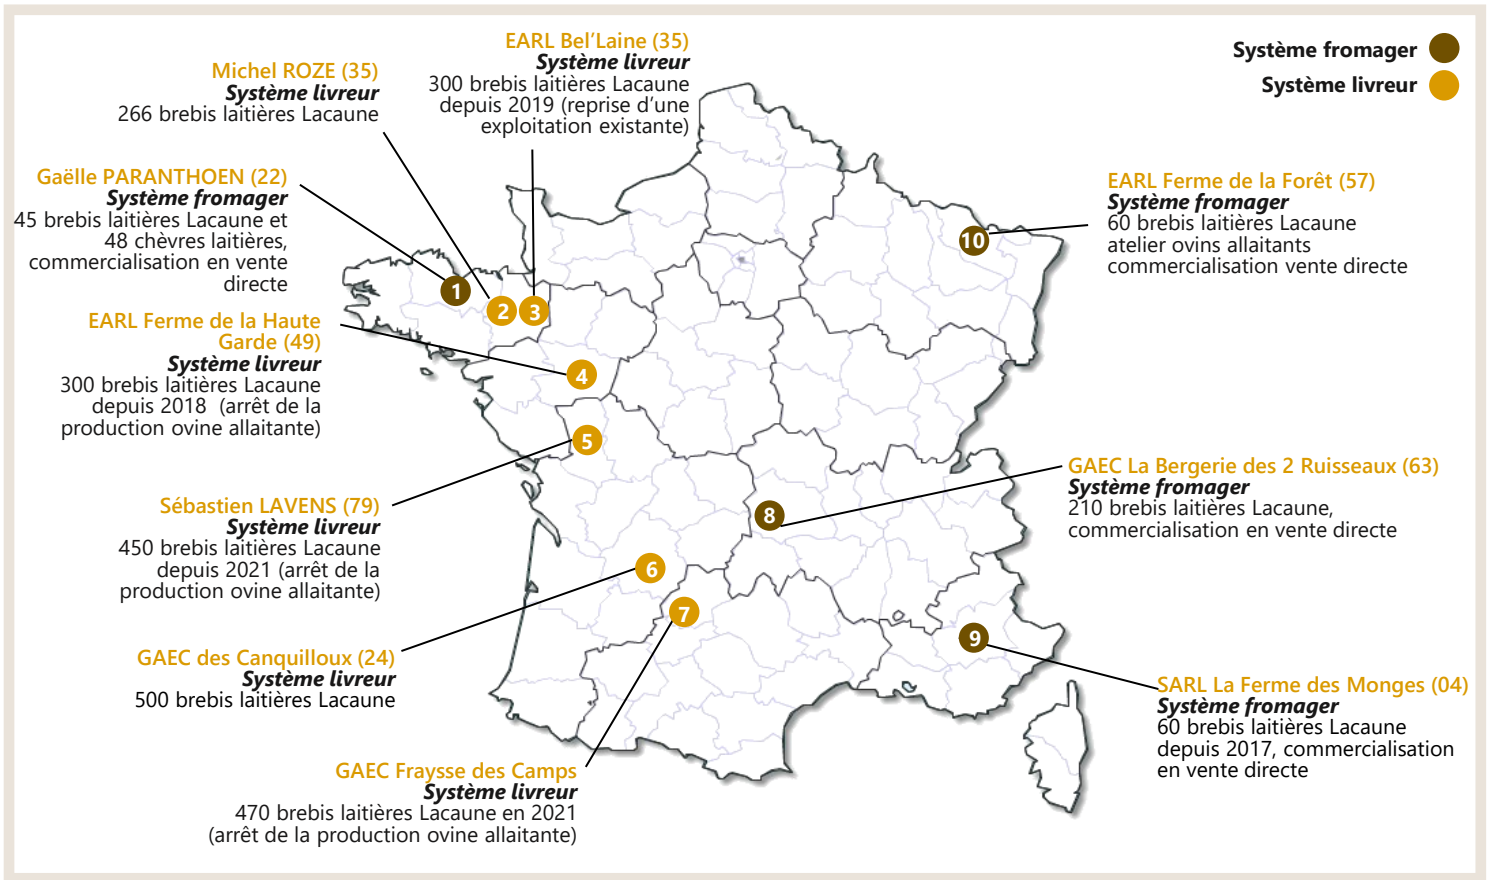 Système fromager
Système livreur
EARL Bel’Laine (35)
Système livreur
300 brebis laitières Lacaune
depuis 2019 (reprise d’une
exploitation existante)
Michel ROZE (35)
Système livreur
266 brebis laitières Lacaune
Gaëlle PARANTHOEN (22)
Système fromager
45 brebis laitières Lacaune et
48 chèvres laitières,
commercialisation en vente
directe
EARL Ferme de la Haute
Garde (49)
Système livreur
300 brebis laitières Lacaune
depuis 2018 (arrêt de la
production ovine allaitante)
Sébastien LAVENS (79)
Système livreur
450 brebis laitières Lacaune
depuis 2021 (arrêt de la
production ovine allaitante)
GAEC des Canquilloux (24)
Système livreur
500 brebis laitières Lacaune
GAEC Fraysse des Camps
Système livreur
470 brebis laitières Lacaune en 2021
(arrêt de la production ovine allaitante)
EARL Ferme de la Forêt (57)
Système fromager
60 brebis laitières Lacaune
atelier ovins allaitants
commercialisation vente directe
GAEC La Bergerie des 2 Ruisseaux (63)
Système fromager
210 brebis laitières Lacaune,
commercialisation en vente directe
SARL La Ferme des Monges (04)
Système fromager
60 brebis laitières Lacaune
depuis 2017, commercialisation
en vente directe
1
2
3
4
5
6
7
8
9
10